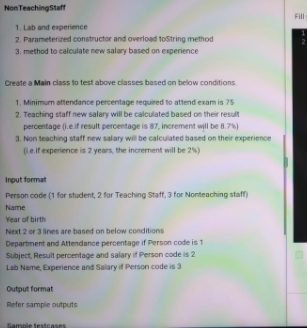 NonTeachingStaff
1. Lab and experience
2. Parameterized constructor and overload toString method
3. method to calculate new salary based on experience
Create a Main class to test above classes based on below conditions.
1. Minimum attendance percentage required to attend exam is 75
2. Teaching staff new salary will be calculated based on their result
percentage (i.e if result percentage is 87, increment will be 8.7%)
3. Non teaching staff new salary will be calculated based on their experience
(i.e.if experience is 2 years, the increment will be 2%)
Input format
Person code (1 for student, 2 for Teaching Staff, 3 for Nonteaching staff)
Name
Year of birth
Next 2 or 3 lines are based on below conditions
Department and Attendance percentage if Person code is 1
Subject, Result percentage and salary if Person code is 2
Lab Name, Experience and Salary if Person code is 3
Output format
Refer sample outputs.
Sample testcases
Fill
1
2